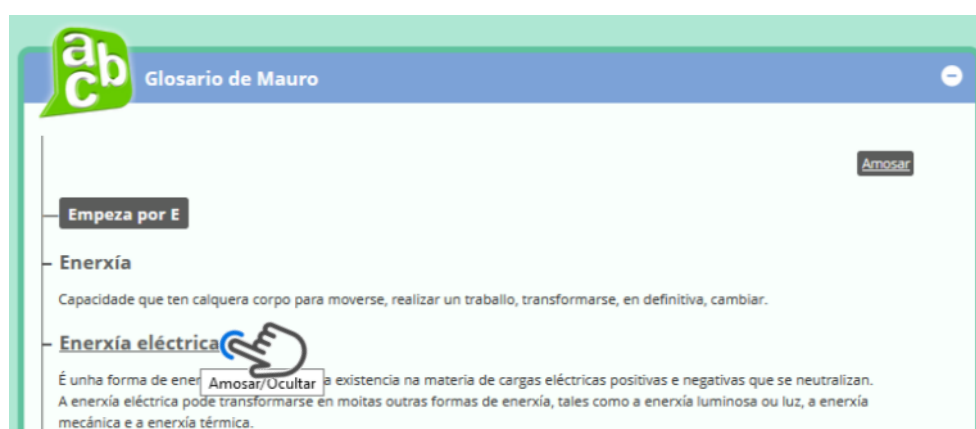 abc
Glosario de Mauro
Amosar
Empeza por E
Enerxía
Capacidade que ten calquera corpo para moverse, realizar un traballo, transformarse, en definitiva, cambiar.
Enerxía eléctrica
É unha forma de ener a existencia na materia de cargas eléctricas positivas e negativas que se neutralizan.
Amosar/Ocultar
A enerxía eléctrica pode transformarse en moitas outras formas de enerxía, tales como a enerxía luminosa ou luz, a enerxía
mecánica e a enerxía térmica.